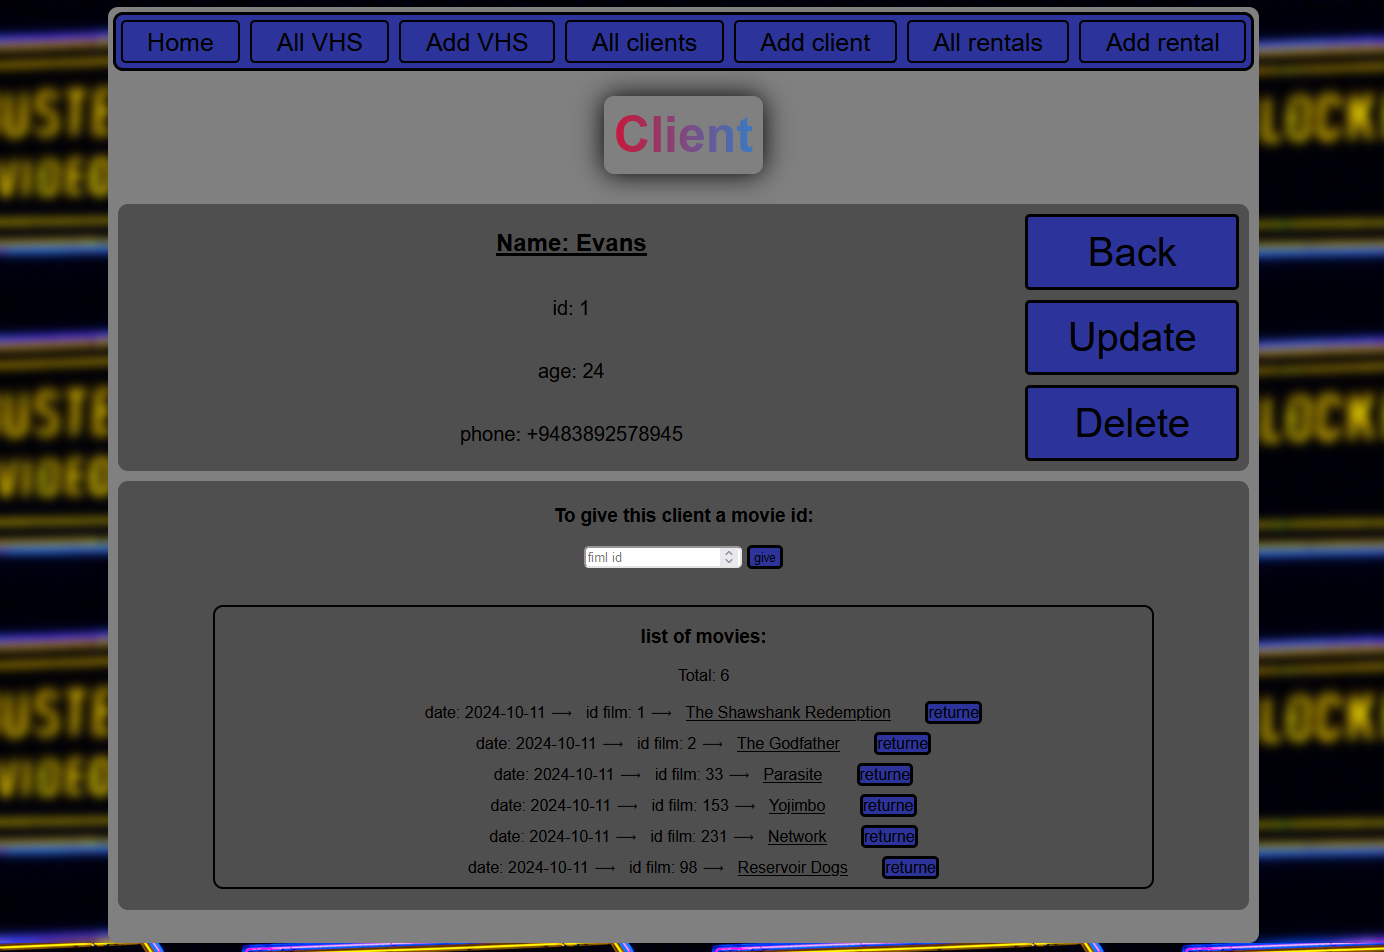 Home All VHS Add VHS All clients Add client All rentals Add rental
Client
Name: Evans
id: 1
age: 24
phone: +9483892578945
Back
Update
Delete
To give this client a movie id:
fiml id give
list of movies:
Total: 6
date: 2024-10-11 ⟶ id film: 1 ⟶ The Shawshank Redemption returne
date: 2024-10-11 ⟶ id film: 2 ⟶ The Godfather returne
date: 2024-10-11 ⟶ id film: 33 ⟶ Parasite returne
date: 2024-10-11 ⟶ id film: 153 ⟶ Yojimbo returne
date: 2024-10-11 ⟶ id film: 231 ⟶ Network returne
date: 2024-10-11 ⟶ id film: 98 ⟶ Reservoir Dogs returne